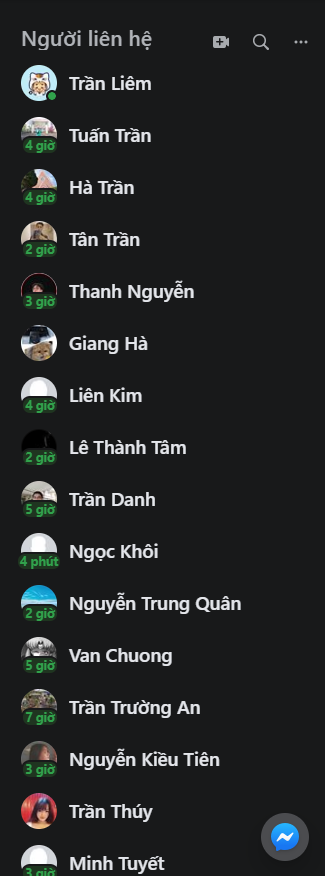 Người liên hệ
Trần Liêm
Tuấn Trần
4 giờ
Hà Trần
4 giờ
Tân Trần
2 giờ
Thanh Nguyễn
3 giờ
Giang Hà
Liên Kim
4 giờ
Lê Thành Tâm
2 giờ
Trần Danh
5 giờ
Ngọc Khôi
4 phút
Nguyễn Trung Quân
2 giờ
Van Chuong
5 giờ
Trần Trường An
7 giờ
Nguyễn Kiều Tiên
3 giờ
Trần Thúy
Minh Tuyết
3 giờ